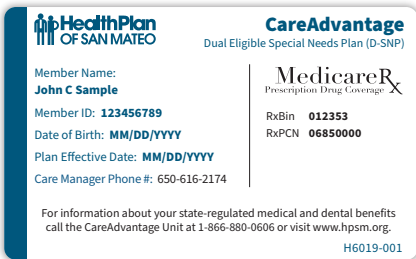 HealthPlan
OF SAN MATEO
CareAdvantage
Dual Eligible Special Needs Plan (D-SNP)
Member Name:
John C Sample
Member ID: 123456789
Date of Birth: MM/DD/YYYY
Plan Effective Date: MM/DD/YYYY
Care Manager Phone #: 650-616-2174
MedicareRx
Prescription Drug Coverage
RxBin 012353
RxPCN 06850000
For information about your state-regulated medical and dental benefits
call the CareAdvantage Unit at 1-866-880-0606 or visit www.hpsm.org.
H6019-001